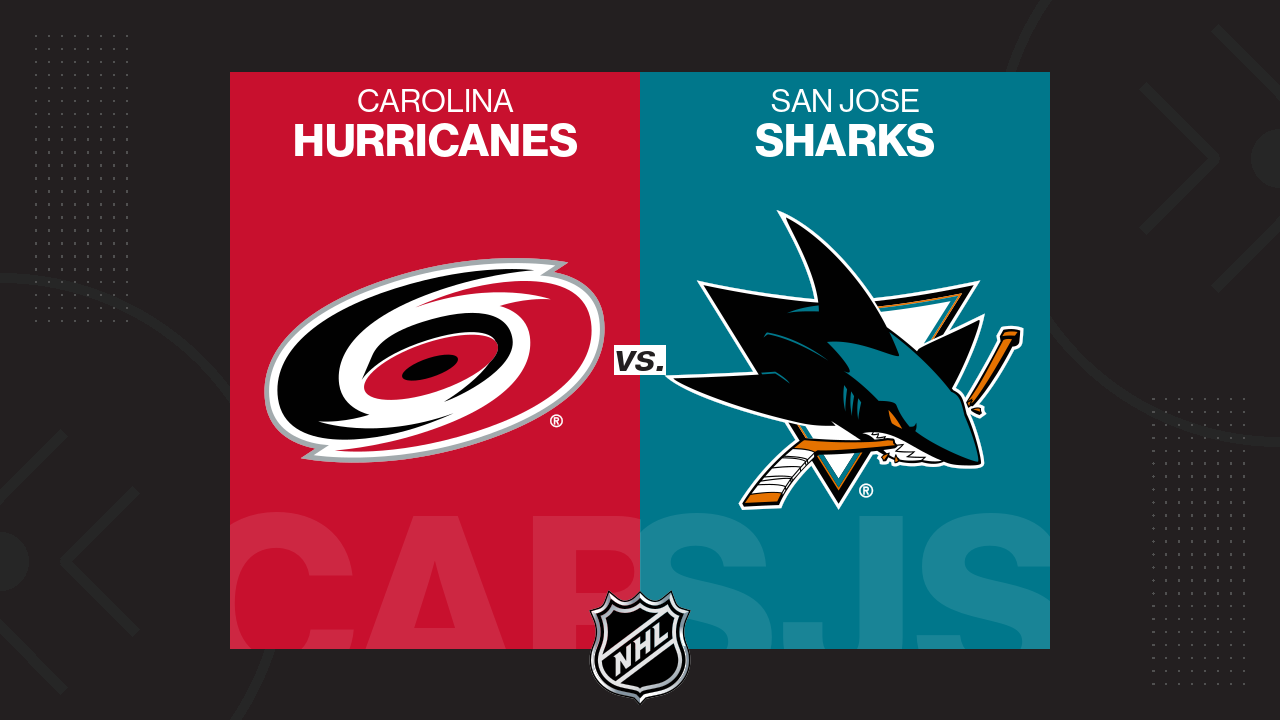 CAROLINA
HURRICANES
SAN JOSE
SHARKS
vs.
®
®
CAR
SJS
NHL